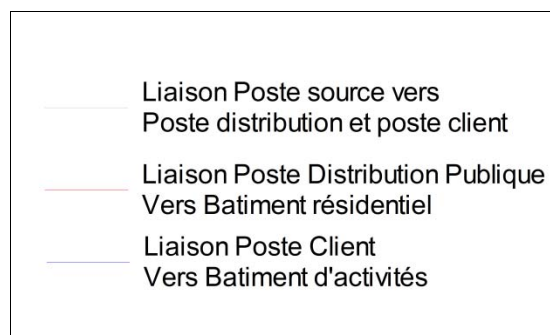 Liaison Poste source vers
Poste distribution et poste client
Liaison Poste Distribution Publique
Vers Batiment résidentiel
Liaison Poste Client
Vers Batiment d'activités